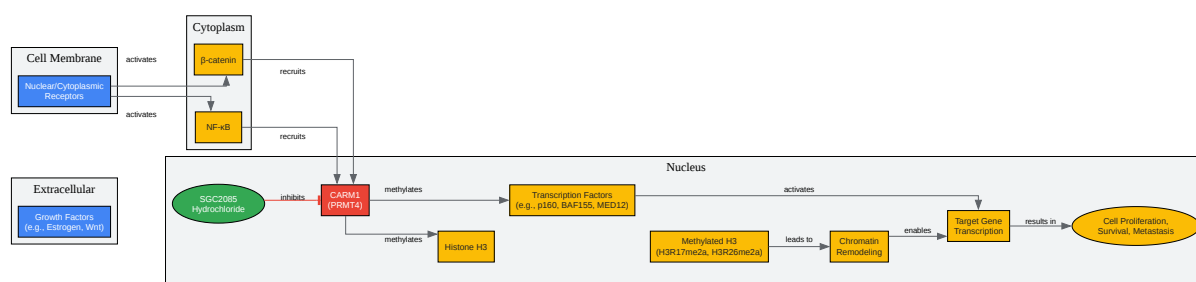 Cytoplasm
Cell Membrane
activates
β-catenin
recruits
Nuclear/Cytoplasmic
Receptors
activates
NF-κB
recruits
Nucleus
Extracellular
Growth Factors
(e.g., Estrogen, Wnt)
SGC2085
Hydrochloride
inhibits
CARM1
(PRMT4)
methylates
Transcription Factors
(e.g., p160, BAF155, MED12)
activates
methylates
Histone H3
Methylated H3
(H3R17me2a, H3R26me2a)
leads to
Chromatin
Remodeling
enables
Target Gene
Transcription
results in
Cell Proliferation,
Survival, Metastasis